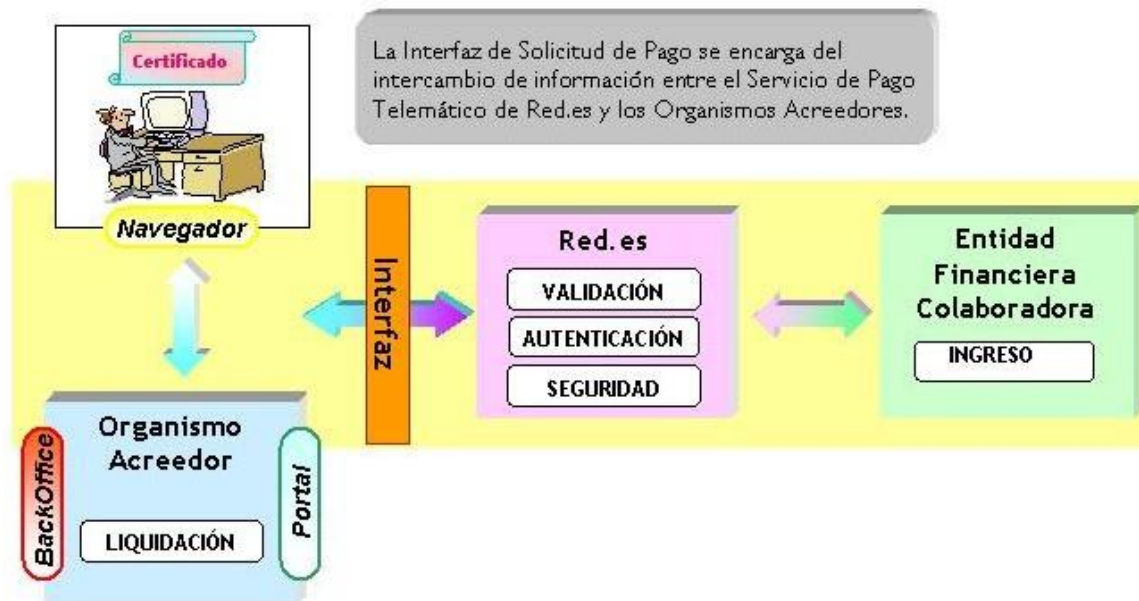 Certificado
La Interfaz de Solicitud de Pago se encarga del
intercambio de información entre el Servicio de Pago
Telemático de Red.es y los Organismos Acreedores.
Navegador
Interfaz
Red.es
VALIDACIÓN
AUTENTICACIÓN
SEGURIDAD
Entidad
Financiera
Colaboradora
INGRESO
Organismo
Acreedor
BackOffice
Portal
LIQUIDACIÓN